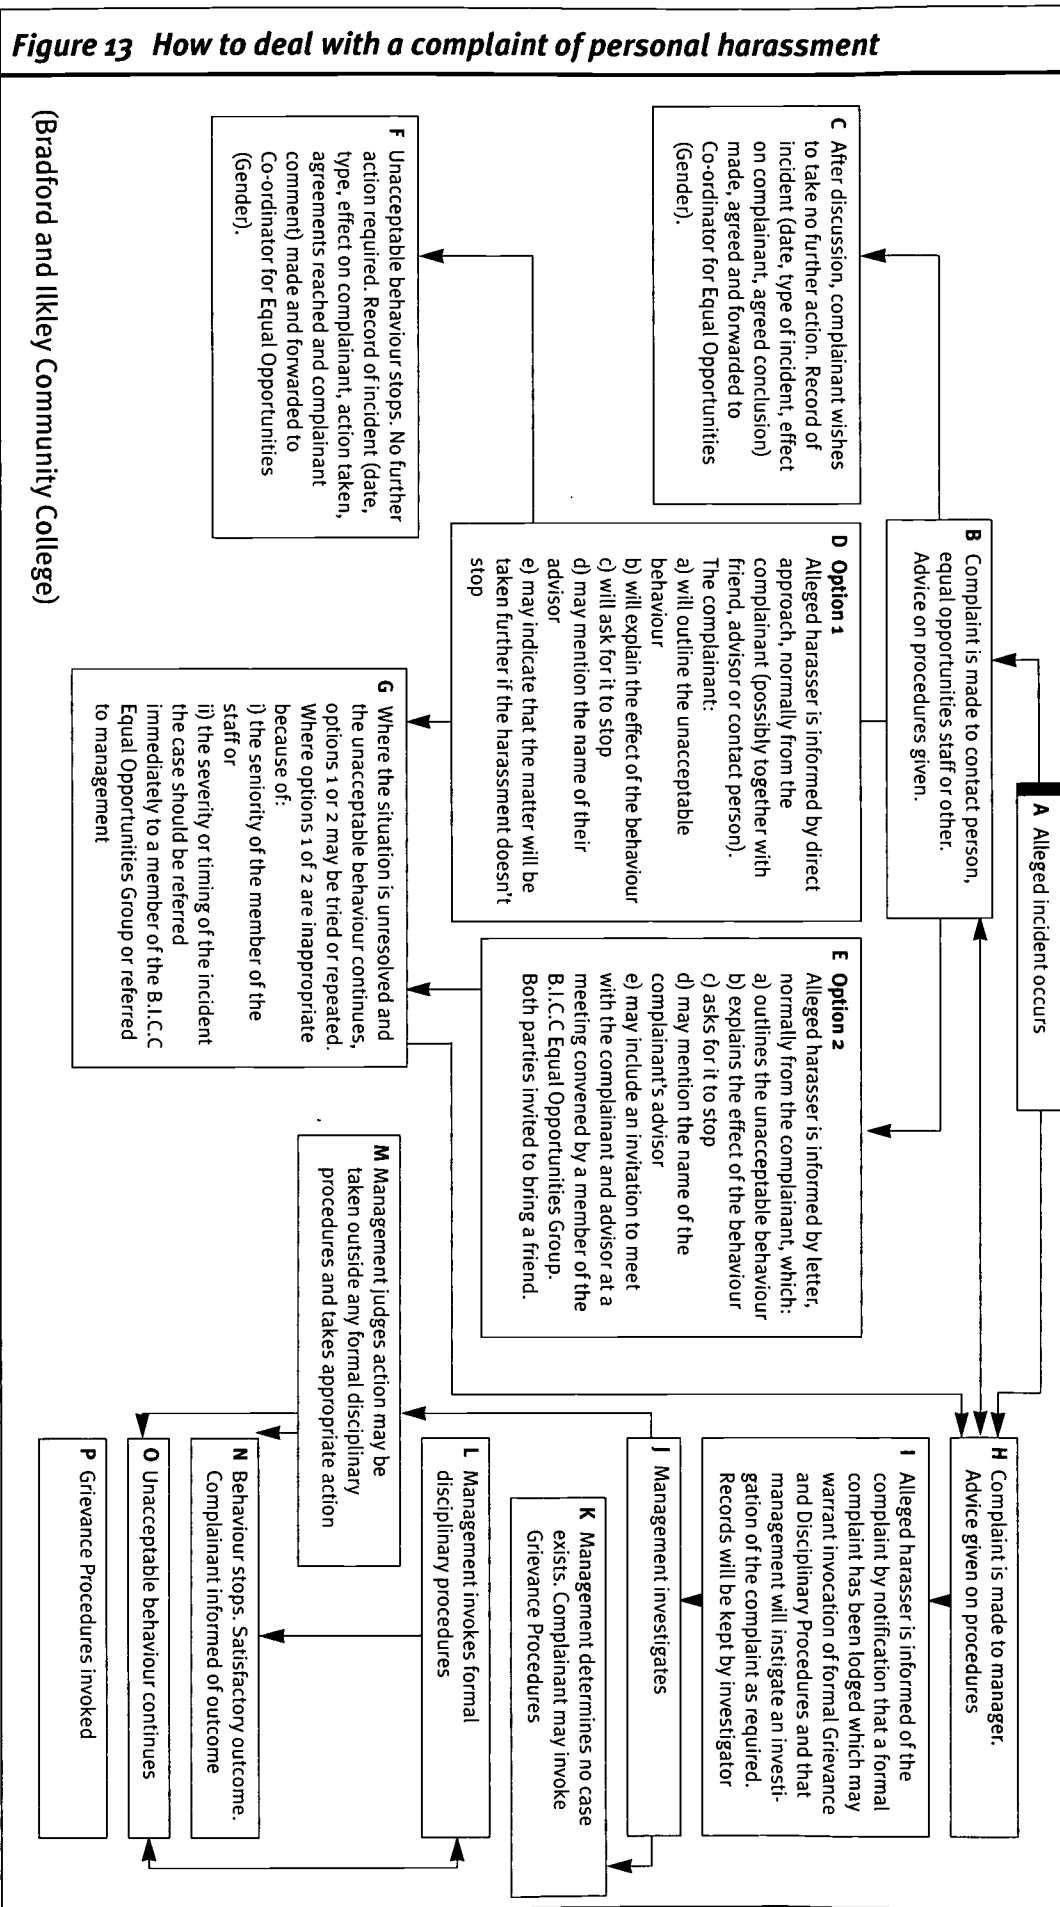 Figure 13 How to deal with a complaint of personal harassment
A Alleged incident occurs
B Complaint is made to contact person,
equal opportunities staff or other.
Advice on procedures given.
C After discussion, complainant wishes
to take no further action. Record of
incident (date, type of incident, effect
on complainant, agreed conclusion)
made, agreed and forwarded to
Co-ordinator for Equal Opportunities
(Gender).
D Option 1
Alleged harasser is informed by direct
approach, normally from the
complainant (possibly together with
friend, advisor or contact person).
The complainant:
a) will outline the unacceptable
behaviour
b) will explain the effect of the behaviour
c) will ask for it to stop
d) may mention the name of their
advisor
e) may indicate that the matter will be
taken further if the harassment doesn't
stop
E Option 2
Alleged harasser is informed by letter,
normally from the complainant, which:
a) outlines the unacceptable behaviour
b) explains the effect of the behaviour
c) asks for it to stop
d) may mention the name of the
complainant's advisor
e) may include an invitation to meet
with the complainant and advisor at a
meeting convened by a member of the
B.I.C.C Equal Opportunities Group.
Both parties invited to bring a friend.
F Unacceptable behaviour stops. No further
action required. Record of incident (date,
type, effect on complainant, action taken,
agreements reached and complainant
comment) made and forwarded to
Co-ordinator for Equal Opportunities
(Gender).
G Where the situation is unresolved and
the unacceptable behaviour continues,
options 1 or 2 may be tried or repeated.
Where options 1 of 2 are inappropriate
because of:
i) the seniority of the member of the
staff or
ii) the severity or timing of the incident
the case should be referred
immediately to a member of the B.I.C.C
Equal Opportunities Group or referred
to management
H Complaint is made to manager.
Advice given on procedures
I Alleged harasser is informed of the
complaint by notification that a formal
complaint has been lodged which may
warrant invocation of formal Grievance
and Disciplinary Procedures and that
management will instigate an investi-
gation of the complaint as required.
Records will be kept by investigator
J Management investigates
K Management determines no case
exists. Complainant may invoke
Grievance Procedures
L Management invokes formal
disciplinary procedures
M Management judges action may be
taken outside any formal disciplinary
procedures and takes appropriate action
N Behaviour stops. Satisfactory outcome.
Complainant informed of outcome
O Unacceptable behaviour continues
P Grievance Procedures invoked
(Bradford and Ilkley Community College)